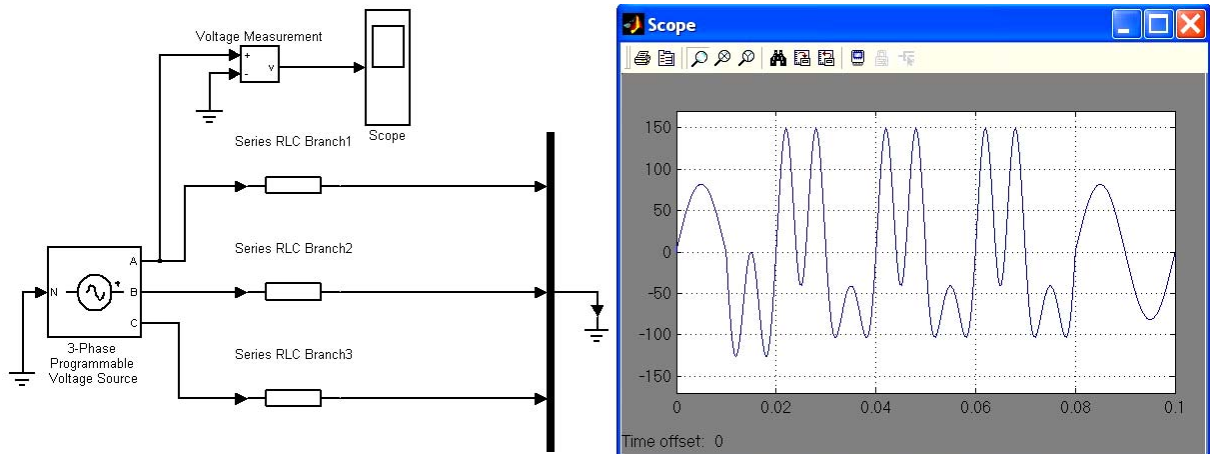 Voltage Measurement
+
-
v
Scope
Series RLC Branch1
Series RLC Branch2
Series RLC Branch3
N
A
B
C
+
3-Phase
Programmable
Voltage Source
Scope
150
100
50
0
-50
-100
-150
0 0.02 0.04 0.06 0.08 0.1
Time offset: 0